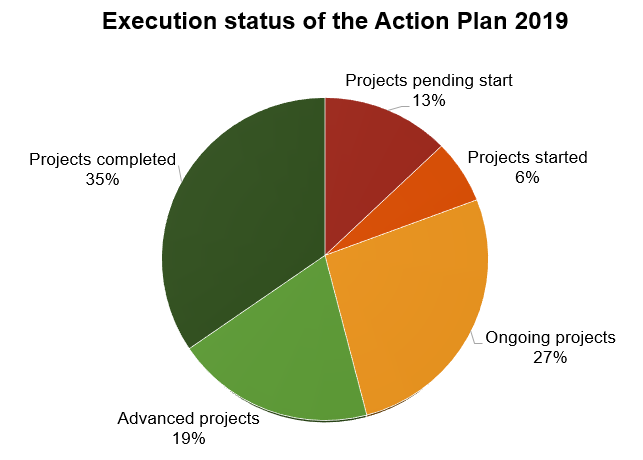 Execution status of the Action Plan 2019
Projects pending start
13%
Projects started
6%
Ongoing projects
27%
Advanced projects
19%
Projects completed
35%